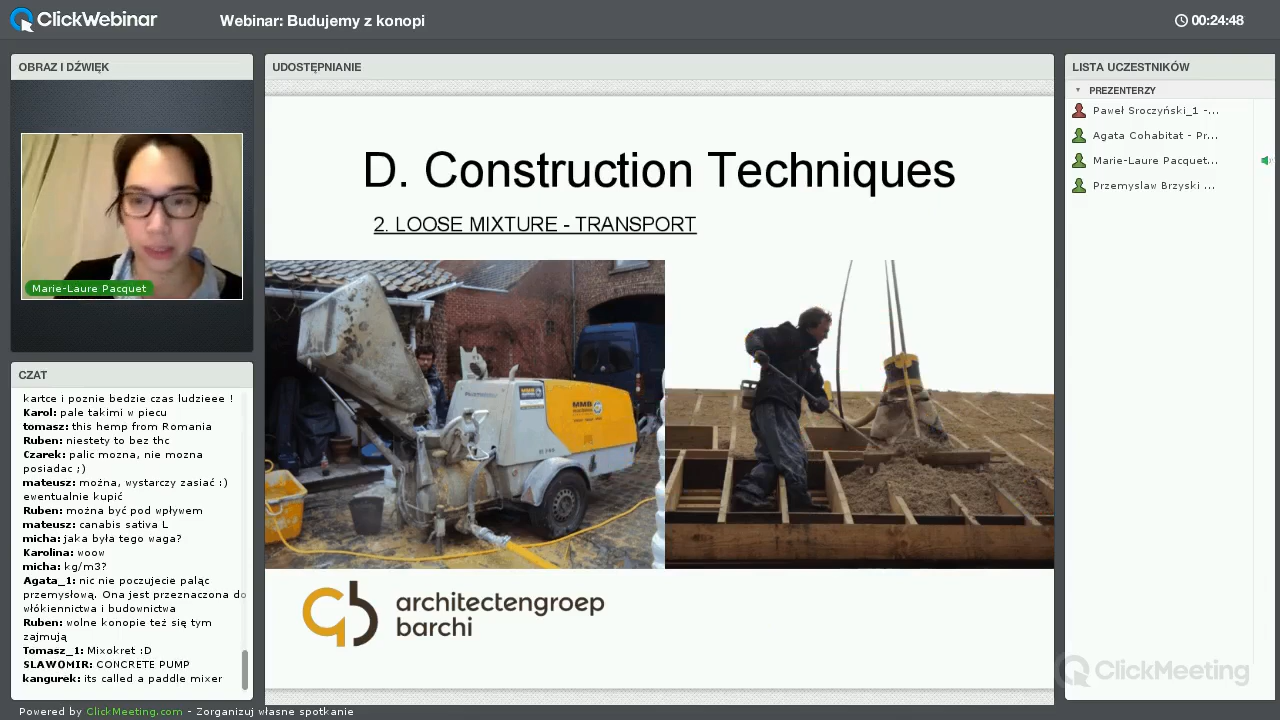 ClickWebinar
Webinar: Budujemy z konopi
00:24:48
OBRAZ I DŹWIĘK
Marie-Laure Pacquet
CZAT
kartce i poznie bedzie czas ludzieee !
Karol: pale takimi w piecu
tomasz: this hemp from Romania
Ruben: niestety to bez thc
Czarek: palic mozna, nie mozna
posiadac ;)
mateusz: można, wystarczy zasiać :)
ewentualnie kupić
Ruben: można być pod wpływem
mateusz: canabis sativa L
micha: jaka była tego waga?
Karolina: woow
micha: kg/m3?
Agata_1: nic nie poczujecie paląc
przemysłową. Ona jest przeznaczona do
włókiennictwa i budownictwa
Ruben: wolne konopie też się tym
zajmują
Tomasz_1: Mixokret :D
SLAWOMIR: CONCRETE PUMP
kangurek: its called a paddle mixer
UDOSTĘPNIANIE
D. Construction Techniques
2. LOOSE MIXTURE - TRANSPORT
MMB
architectengroep
barchi
LISTA UCZESTNIKÓW
PREZENTERZY
Paweł Sroczyński_1 -...
Agata Cohabitat - Pr...
Marie-Laure Pacquet...
Przemyslaw Brzyski ...
ClickMeeting
Powered by ClickMeeting.com - Zorganizuj własne spotkanie